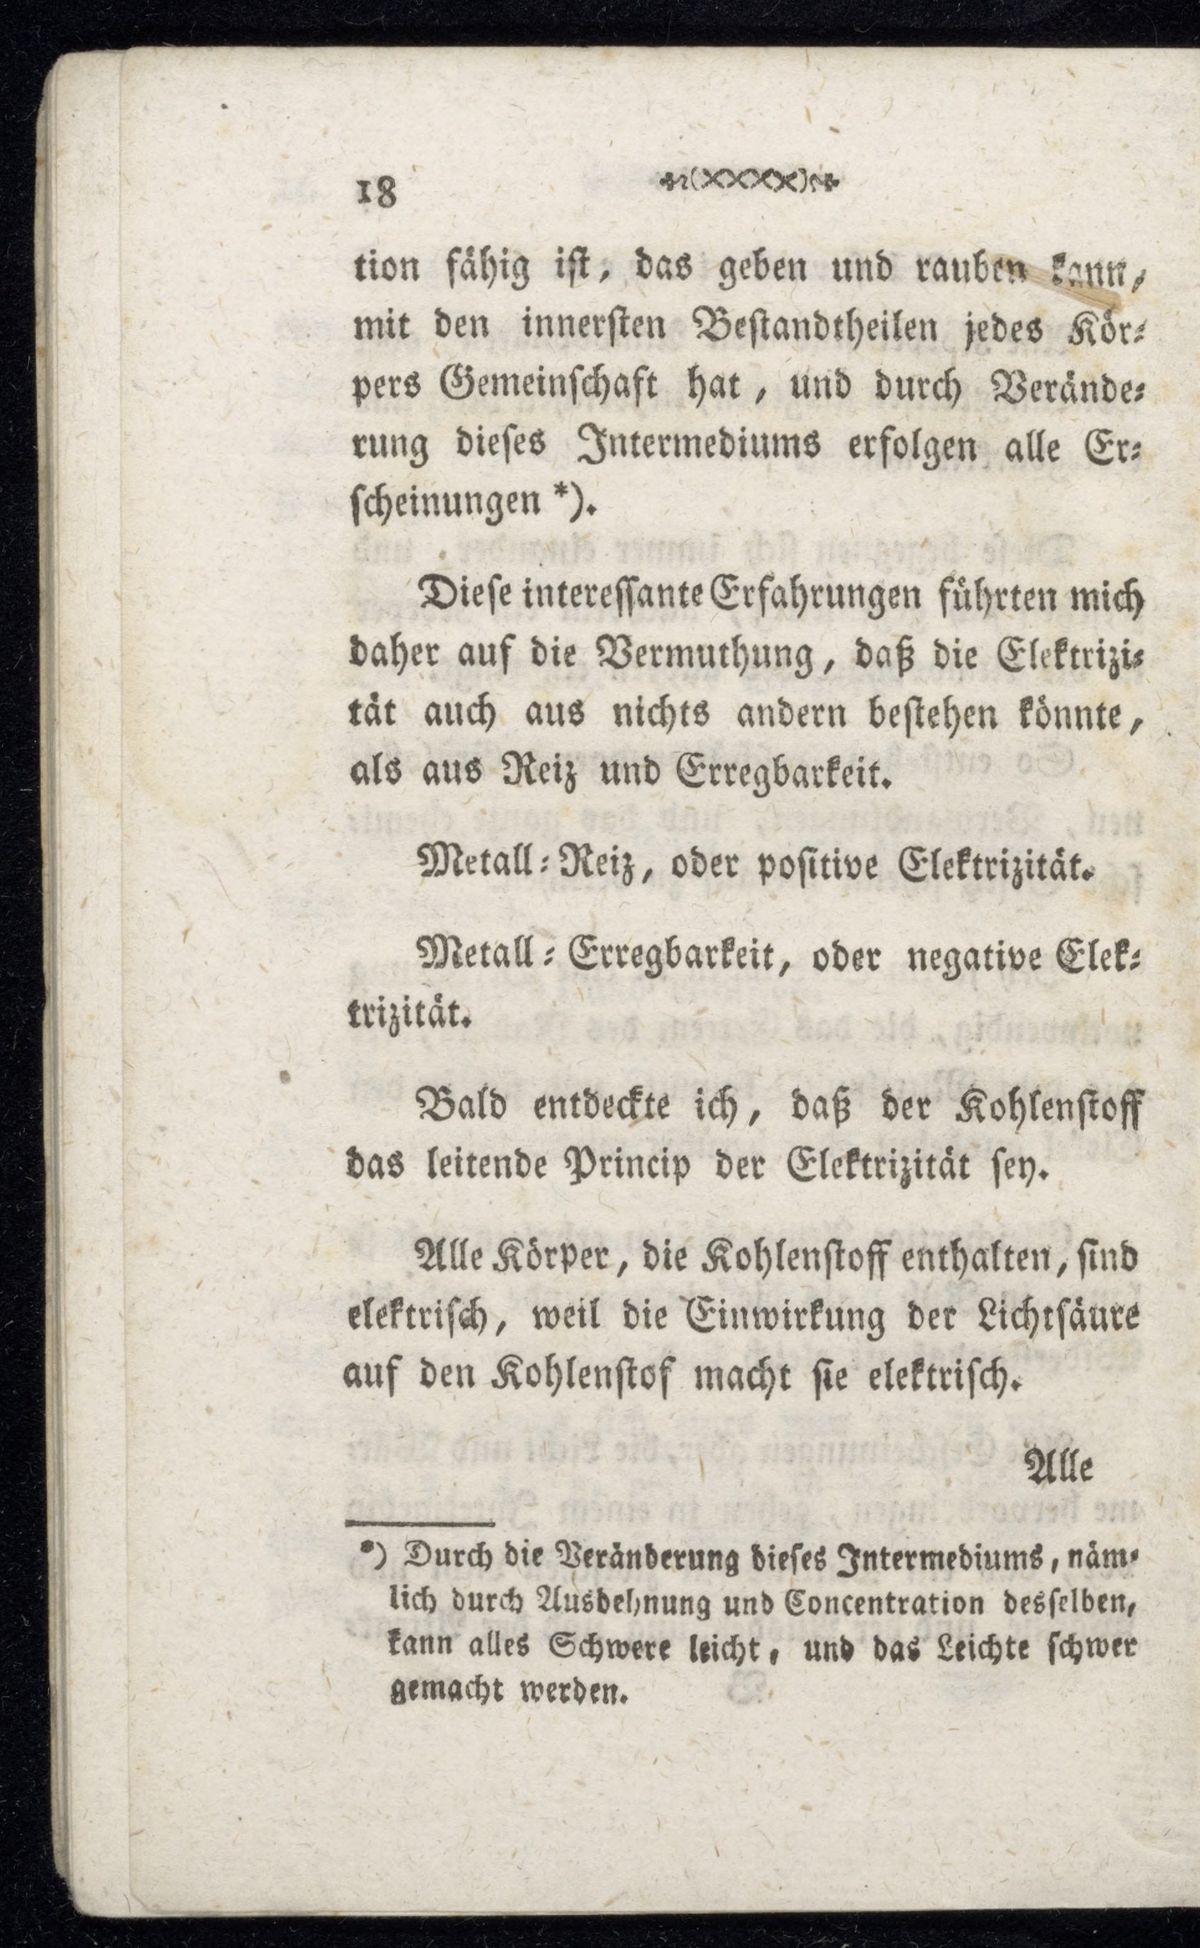 18
tion fähig ist, das geben und rauben kann,
mit den innersten Bestandtheilen jedes Kör-
pers Gemeinschaft hat, und durch Verände-
rung dieses Intermediums erfolgen alle Er-
scheinungen *).
Diese interessante Erfahrungen führten mich
daher auf die Vermuthung, daß die Elektrizi-
tät auch aus nichts andern bestehen könnte,
als aus Reiz und Erregbarkeit.
Metall-Reiz, oder positive Elektrizität.
Metall-Erregbarkeit, oder negative Elek-
trizität.
Bald entdeckte ich, daß der Kohlenstoff
das leitende Princip der Elektrizität sey.
Alle Körper, die Kohlenstoff enthalten, sind
elektrisch, weil die Einwirkung der Lichtsäure
auf den Kohlenstof macht sie elektrisch.
Alle
*) Durch die Veränderung dieses Intermediums, näm-
lich durch Ausdehnung und Concentration desselben,
kann alles Schwere leicht, und das Leichte schwer
gemacht werden.